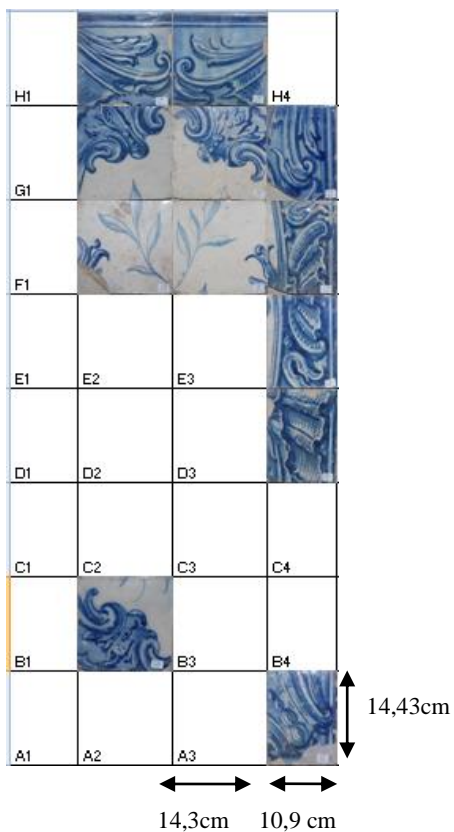 H1 H4
G1
F1
E1 E2 E3
D1 D2 D3
C1 C2 C3 C4
B1 B3 B4
14,43cm
A1 A2 A3
14,3cm 10,9 cm